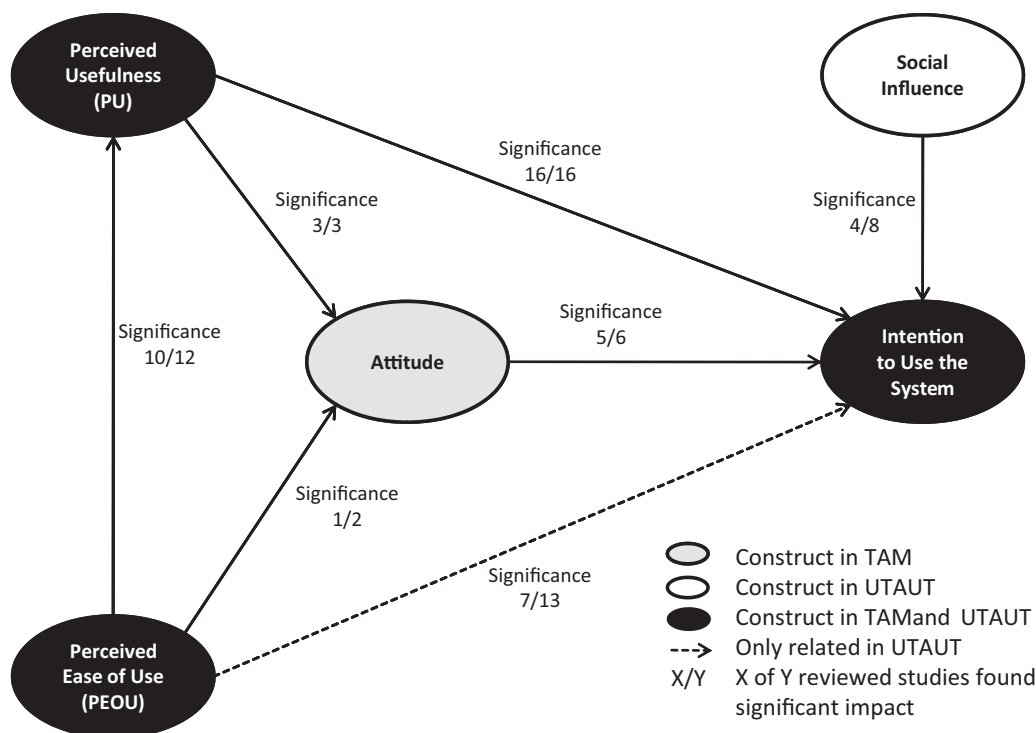 Perceived
Usefulness
(PU)
Social
Influence
Significance
16/16
Significance
3/3
Significance
4/8
Significance
10/12
Attitude
Significance
5/6
Intention
to Use the
System
Significance
1/2
Significance
7/13
Perceived
Ease of Use
(PEOU)
Construct in TAM
Construct in UTAUT
Construct in TAMand UTAUT
Only related in UTAUT
X/Y X of Y reviewed studies found
significant impact